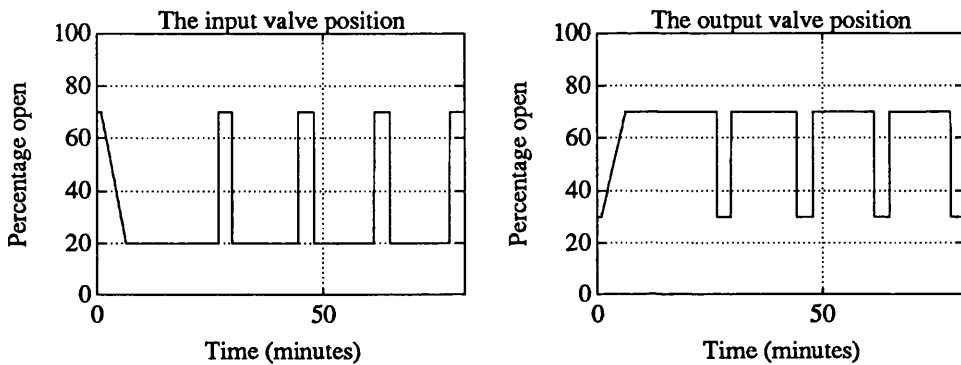 The input valve position
100
80
60
40
20
0
Percentage open
0
50
Time (minutes)
The output valve position
100
80
60
40
20
0
Percentage open
0
50
Time (minutes)